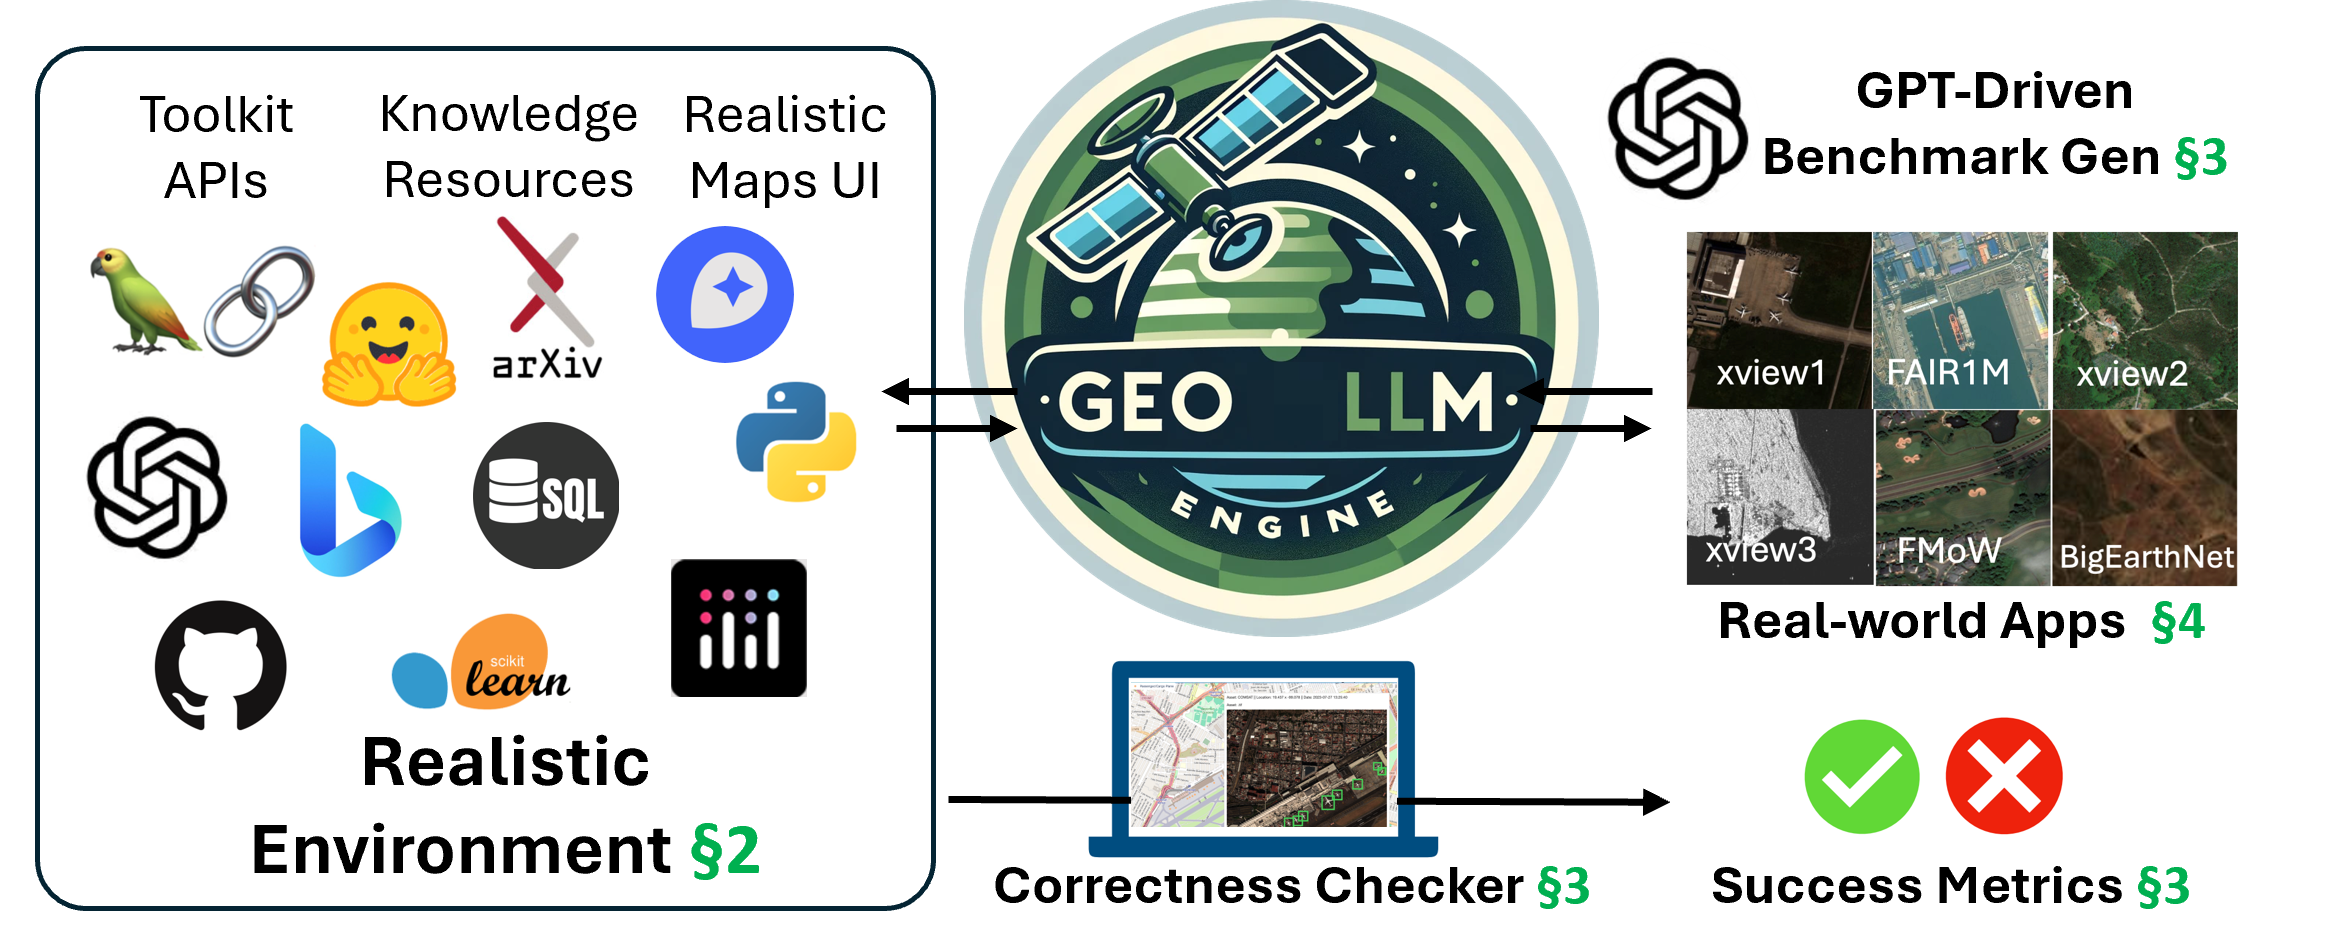 Toolkit
APIs
Knowledge
Resources
Realistic
Maps UI
arXiv
SQL
scikit
learn
Realistic
Environment §2
GEO LLM
ENGINE
Correctness Checker §3
GPT-Driven
Benchmark Gen §3
xview1
FAIR1M
xview2
xview3
FMoW
BigEarthNet
Real-world Apps §4
Success Metrics §3